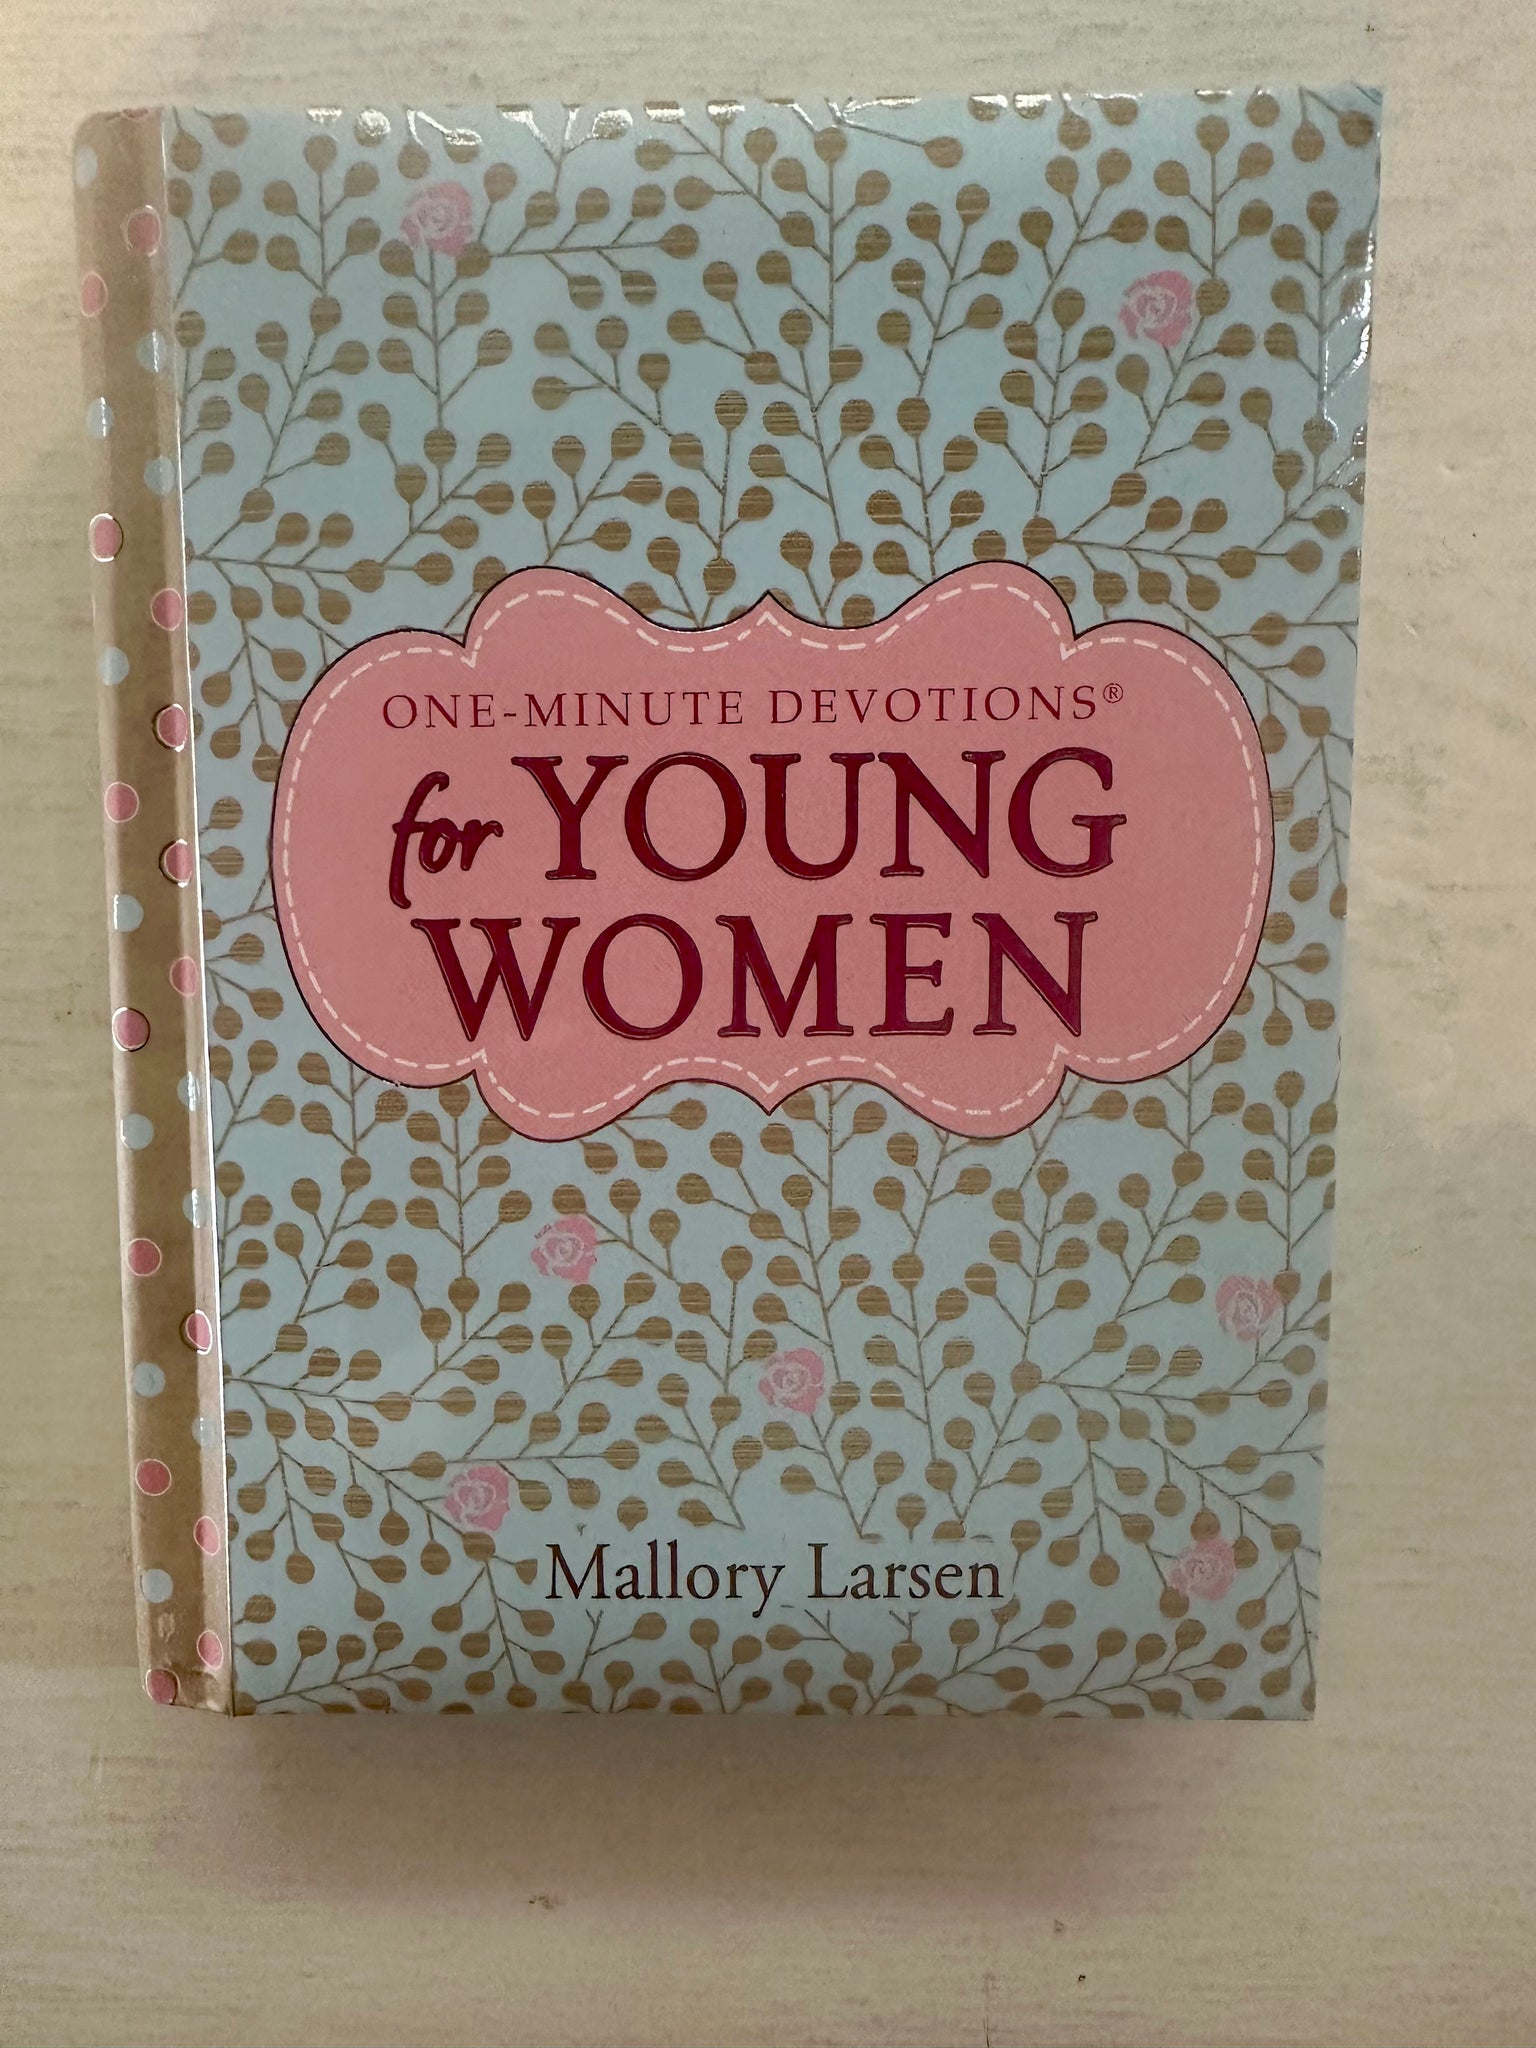 ONE-MINUTE DEVOTIONS®
for YOUNG
WOMEN
Mallory Larsen